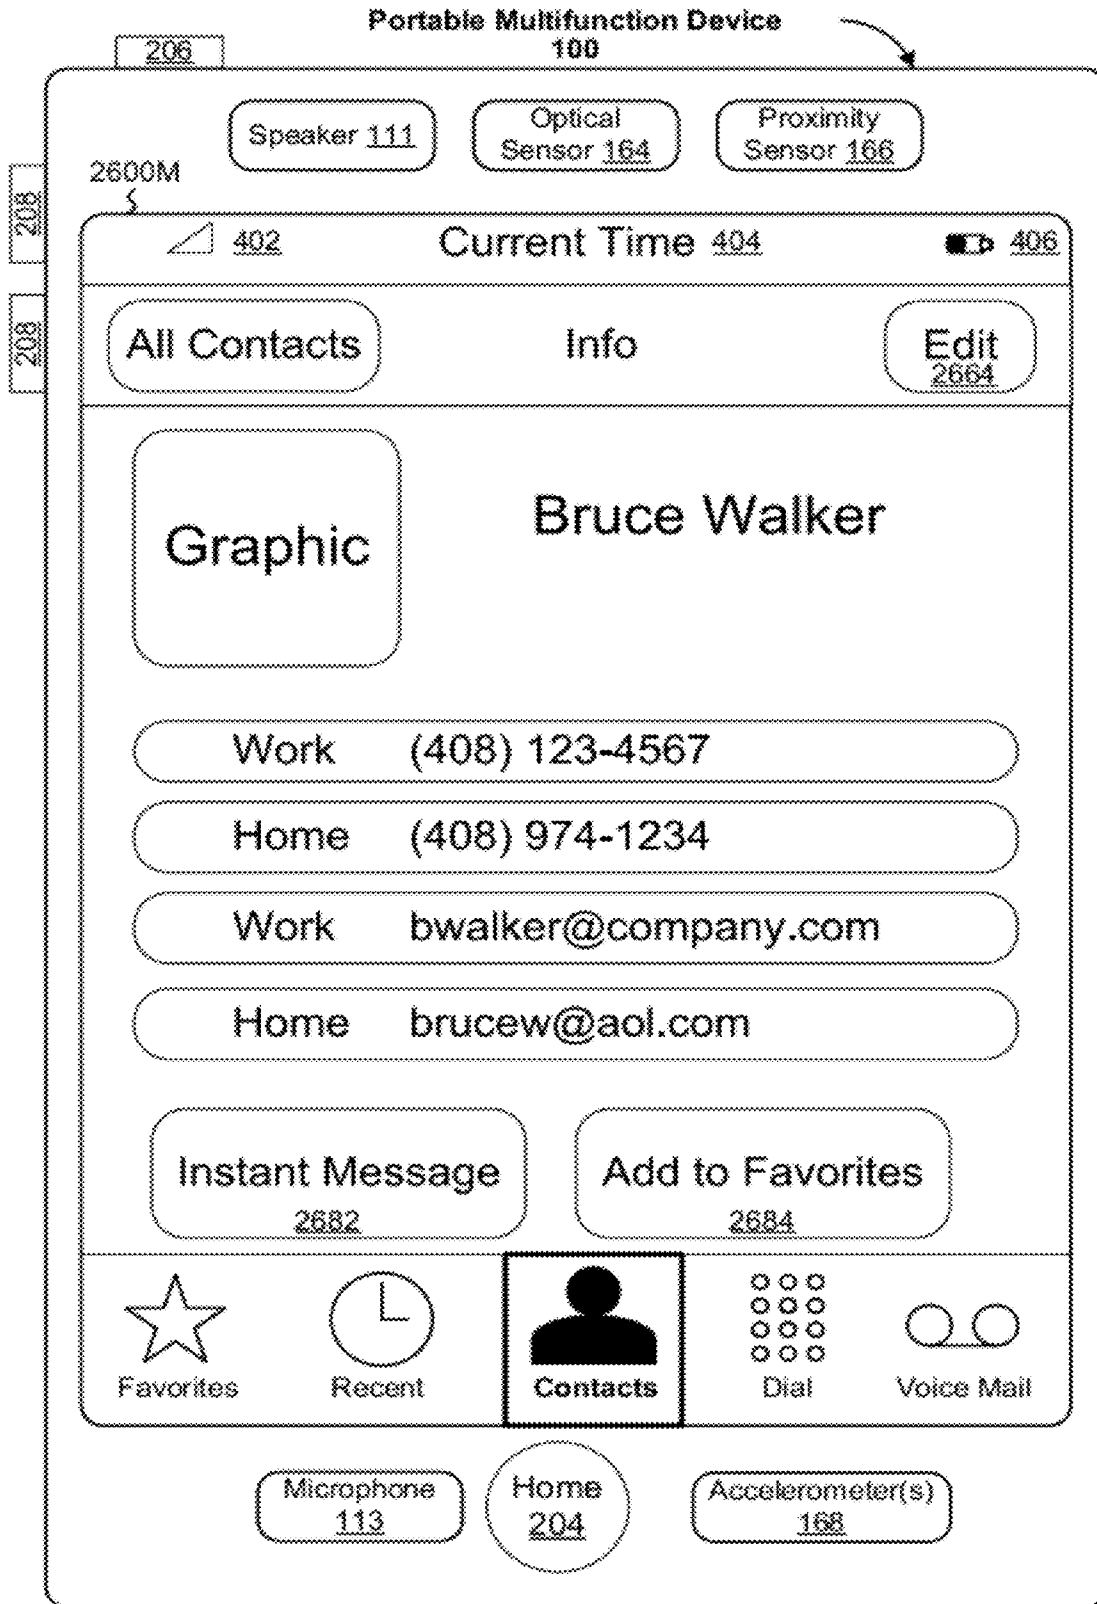 Portable Multifunction Device
100
206
Speaker 111
Optical
Sensor 164
Proximity
Sensor 166
2600M
208
208
402
Current Time 404
406
All Contacts
Info
Edit
2664
Graphic
Bruce Walker
Work (408) 123-4567
Home (408) 974-1234
Work bwalker@company.com
Home brucew@aol.com
Instant Message
2682
Add to Favorites
2684
Favorites
Recent
Contacts
Dial
Voice Mail
Microphone
113
Home
204
Accelerometer(s)
168